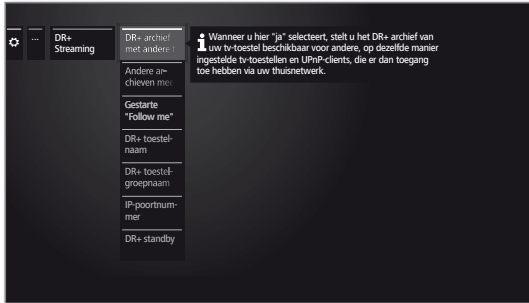 ...
DR+
Streaming
DR+ archief
met andere t
Andere ar-
chieven mee
Gestarte
"Follow me"
DR+ toestel-
naam
DR+ toestel-
groepnaam
IP-poortnum-
mer
DR+ standby
i Wanneer u hier "ja" selecteert, stelt u het DR+ archief van
uw tv-toestel beschikbaar voor andere, op dezelfde manier
ingestelde tv-toestellen en UPnP-clients, die er dan toegang
toe hebben via uw thuisnetwerk.